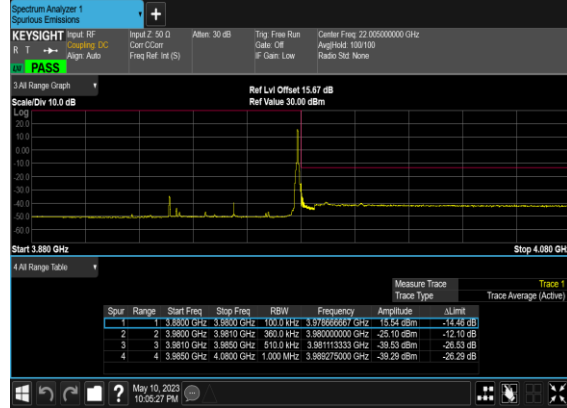 Spectrum Analyzer 1
Spurious Emissions
+
KEYSIGHT Input: RF Input Z: 50 Ω Atten: 30 dB Trig: Free Run Center Freq: 22.005000000 GHz
R T Coupling: DC Corr CCorr Gate: Off Avg|Hold: 100/100
Align: Auto Freq Ref: Int (S) IF Gain: Low Radio Std: None
PASS
3 All Range Graph
Ref Lvl Offset 15.67 dB
Scale/Div 10.0 dB Ref Value 30.00 dBm
Log
20.0
10.0
0.00
-10.0
-20.0
-30.0
-40.0
-50.0
-60.0
Start 3.880 GHz Stop 4.080 GHz
4 All Range Table
Measure Trace Trace 1
Trace Type Trace Average (Active)
Spur Range Start Freq Stop Freq RBW Frequency Amplitude ΔLimit
1 1 3.8800 GHz 3.9800 GHz 100.0 kHz 3.978666667 GHz 15.54 dBm -14.46 dB
2 2 3.9800 GHz 3.9810 GHz 360.0 kHz 3.980000000 GHz -25.10 dBm -12.10 dB
3 3 3.9810 GHz 3.9850 GHz 510.0 kHz 3.981113333 GHz -39.53 dBm -26.53 dB
4 4 3.9850 GHz 4.0800 GHz 1.000 MHz 3.989275000 GHz -39.29 dBm -26.29 dB
?
May 10, 2023
10:05:27 PM